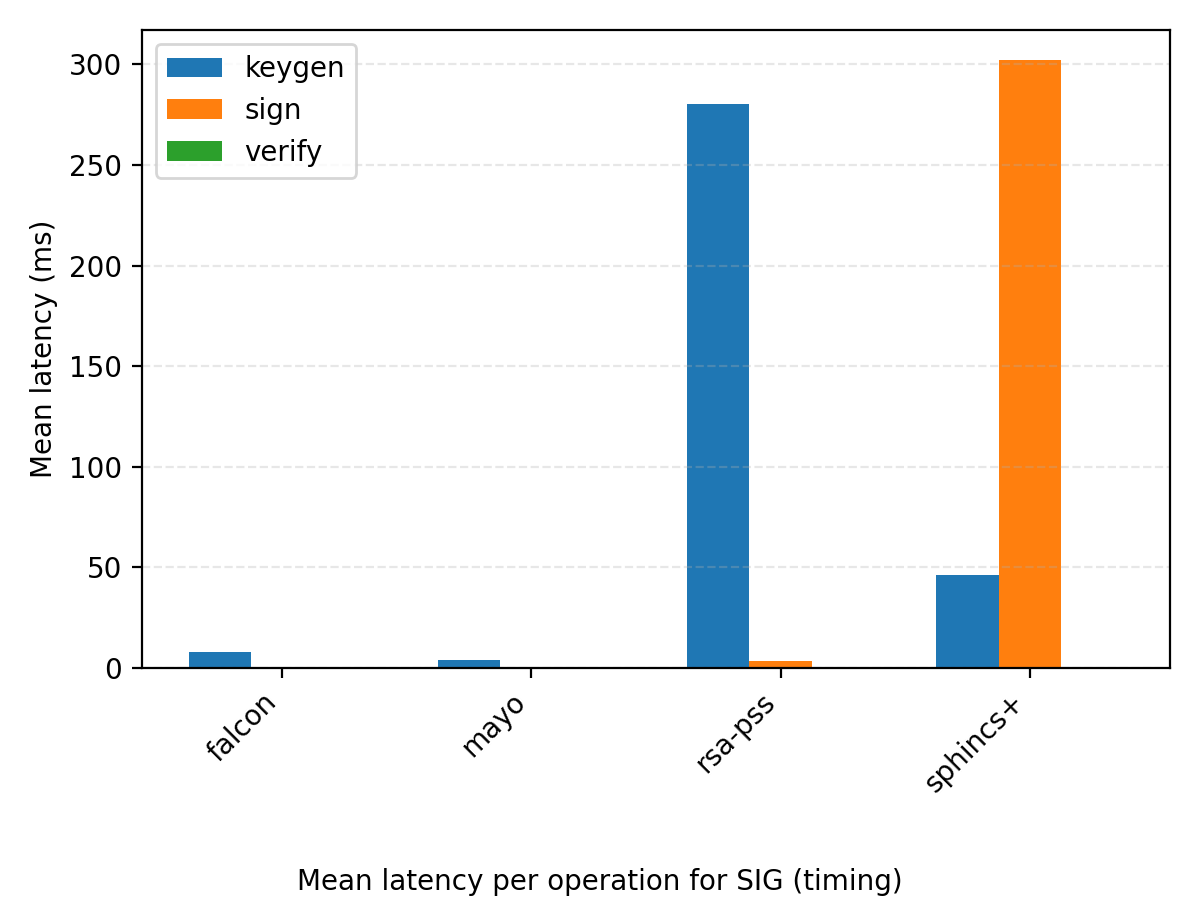 keygen
sign
verify
Mean latency (ms)
300
250
200
150
100
50
0
falcon
mayo
rsa-pss
sphincs+
Mean latency per operation for SIG (timing)